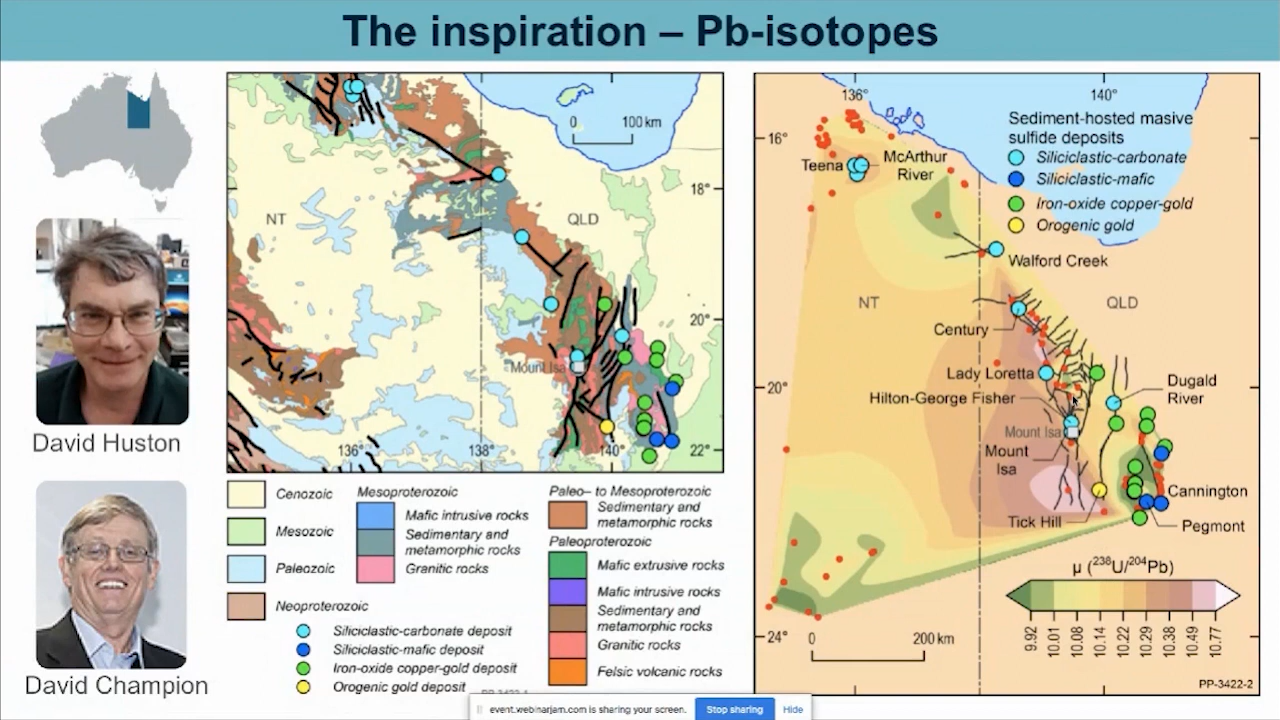 The inspiration – Pb-isotopes
David Huston
David Champion
0 100 km
NT
QLD
18°
20°
22°
Mount Isa
136°
138°
140°
Cenozoic
Mesozoic
Paleozoic
Neoproterozoic
Mesoproterozoic
Mafic intrusive rocks
Sedimentary and
metamorphic rocks
Granitic rocks
Paleo– to Mesoproterozoic
Sedimentary and
metamorphic rocks
Paleoproterozoic
Mafic extrusive rocks
Mafic intrusive rocks
Sedimentary and
metamorphic rocks
Granitic rocks
Felsic volcanic rocks
Siliciclastic-carbonate deposit
Siliciclastic-mafic deposit
Iron-oxide copper-gold deposit
Orogenic gold deposit
136°
140°
16°
20°
24°
Sediment-hosted massive
sulfide deposits
Siliciclastic-carbonate
Siliciclastic-mafic
Iron-oxide copper-gold
Orogenic gold
Teena
McArthur
River
Walford Creek
NT
QLD
Century
Lady Loretta
Hilton-George Fisher
Dugald
River
Mount Isa
Mount
Isa
Cannington
Tick Hill
Pegmont
µ (²³⁸U/²⁰⁴Pb)
9.92
10.01
10.08
10.14
10.22
10.29
10.38
10.49
10.77
0 200 km
PP-3422-2
event.webinarjam.com is sharing your screen.
Stop sharing
Hide